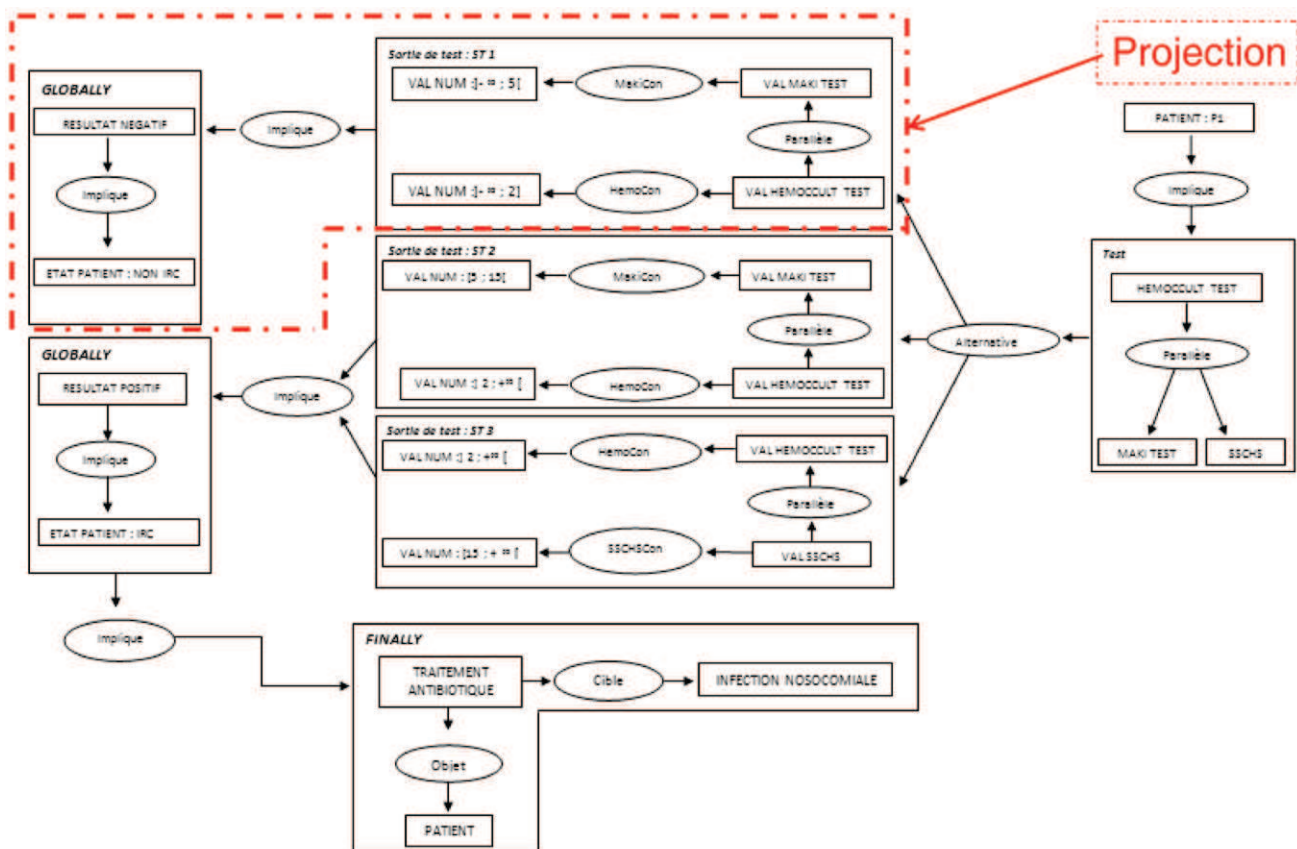 Projection
PATIENT : P1
Implique
Test
HEMOCCULT TEST
Parallèle
MAKI TEST
SSCHS
Alternative
Sortie de test : ST 1
VAL NUM :]- ∞ ; 5[
MakiCon
VAL MAKI TEST
Parallèle
VAL NUM :]- ∞ ; 2]
HemoCon
VAL HEMOCCULT TEST
Implique
GLOBALLY
RESULTAT NEGATIF
Implique
ETAT PATIENT : NON IRC
Sortie de test : ST 2
VAL NUM : [5 ; 15[
MakiCon
VAL MAKI TEST
Parallèle
VAL NUM :] 2 ; +∞ [
HemoCon
VAL HEMOCCULT TEST
Sortie de test : ST 3
VAL NUM :] 2 ; +∞ [
HemoCon
VAL HEMOCCULT TEST
Parallèle
VAL NUM : [15 ; + ∞ [
SSCHSCon
VAL SSCHS
Implique
GLOBALLY
RESULTAT POSITIF
Implique
ETAT PATIENT : IRC
Implique
FINALLY
TRAITEMENT
ANTIBIOTIQUE
Cible
INFECTION NOSOCOMIALE
Objet
PATIENT